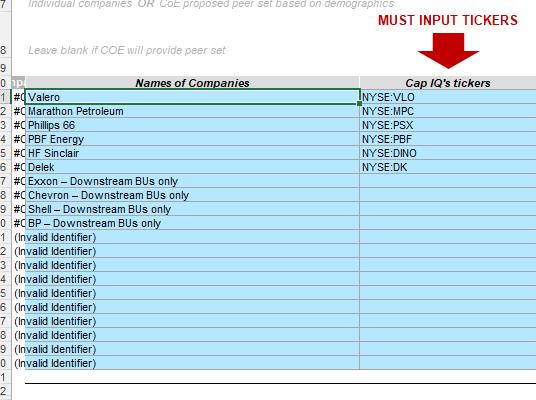 7 Individual companies OR CoE proposed peer set based on demographics
MUST INPUT TICKERS
8 Leave blank if COE will provide peer set
9
0 Names of Companies Cap IQ's tickers
1 #C Valero NYSE:VLO
2 #C Marathon Petroleum NYSE:MPC
3 #C Phillips 66 NYSE:PSX
4 #C PBF Energy NYSE:PBF
5 #C HF Sinclair NYSE:DINO
6 #C Delek NYSE:DK
7 #C Exxon – Downstream BUs only
8 #C Chevron – Downstream BUs only
9 #C Shell – Downstream BUs only
0 #C BP – Downstream BUs only
1 (Invalid Identifier)
2 (Invalid Identifier)
3 (Invalid Identifier)
4 (Invalid Identifier)
5 (Invalid Identifier)
6 (Invalid Identifier)
7 (Invalid Identifier)
8 (Invalid Identifier)
9 (Invalid Identifier)
0 (Invalid Identifier)
1
2